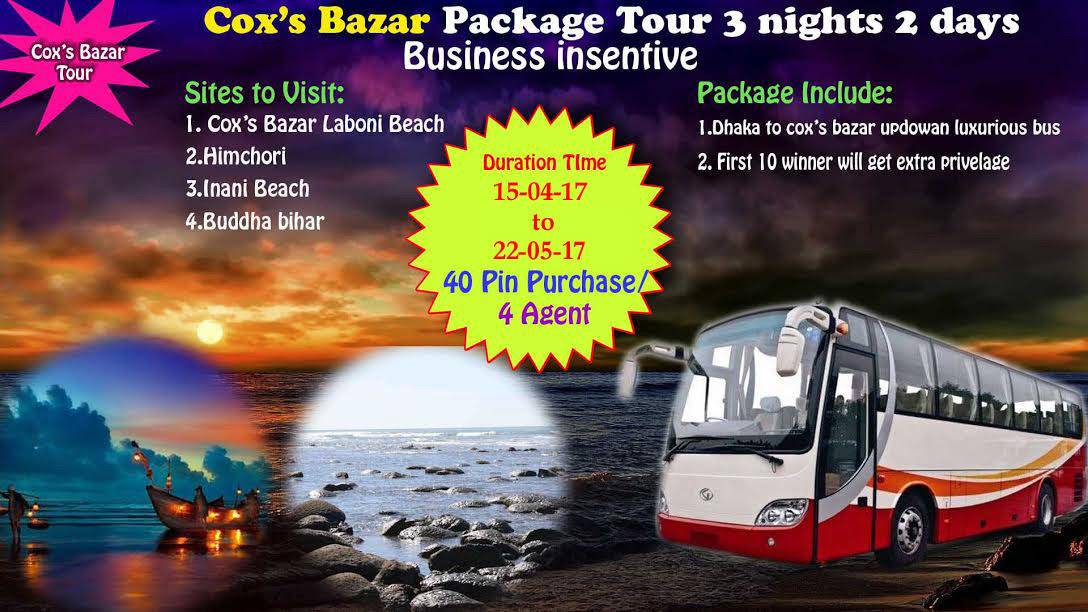 Cox's Bazar Package Tour 3 nights 2 days
Business insentive
Cox's Bazar
Tour
Sites to Visit:
1. Cox's Bazar Laboni Beach
2.Himchori
3.Inani Beach
4.Buddha bihar
Duration TIme
15-04-17
to
22-05-17
40 Pin Purchase/
4 Agent
Package Include:
1.Dhaka to cox's bazar updowan luxurious bus
2. First 10 winner will get extra privelage